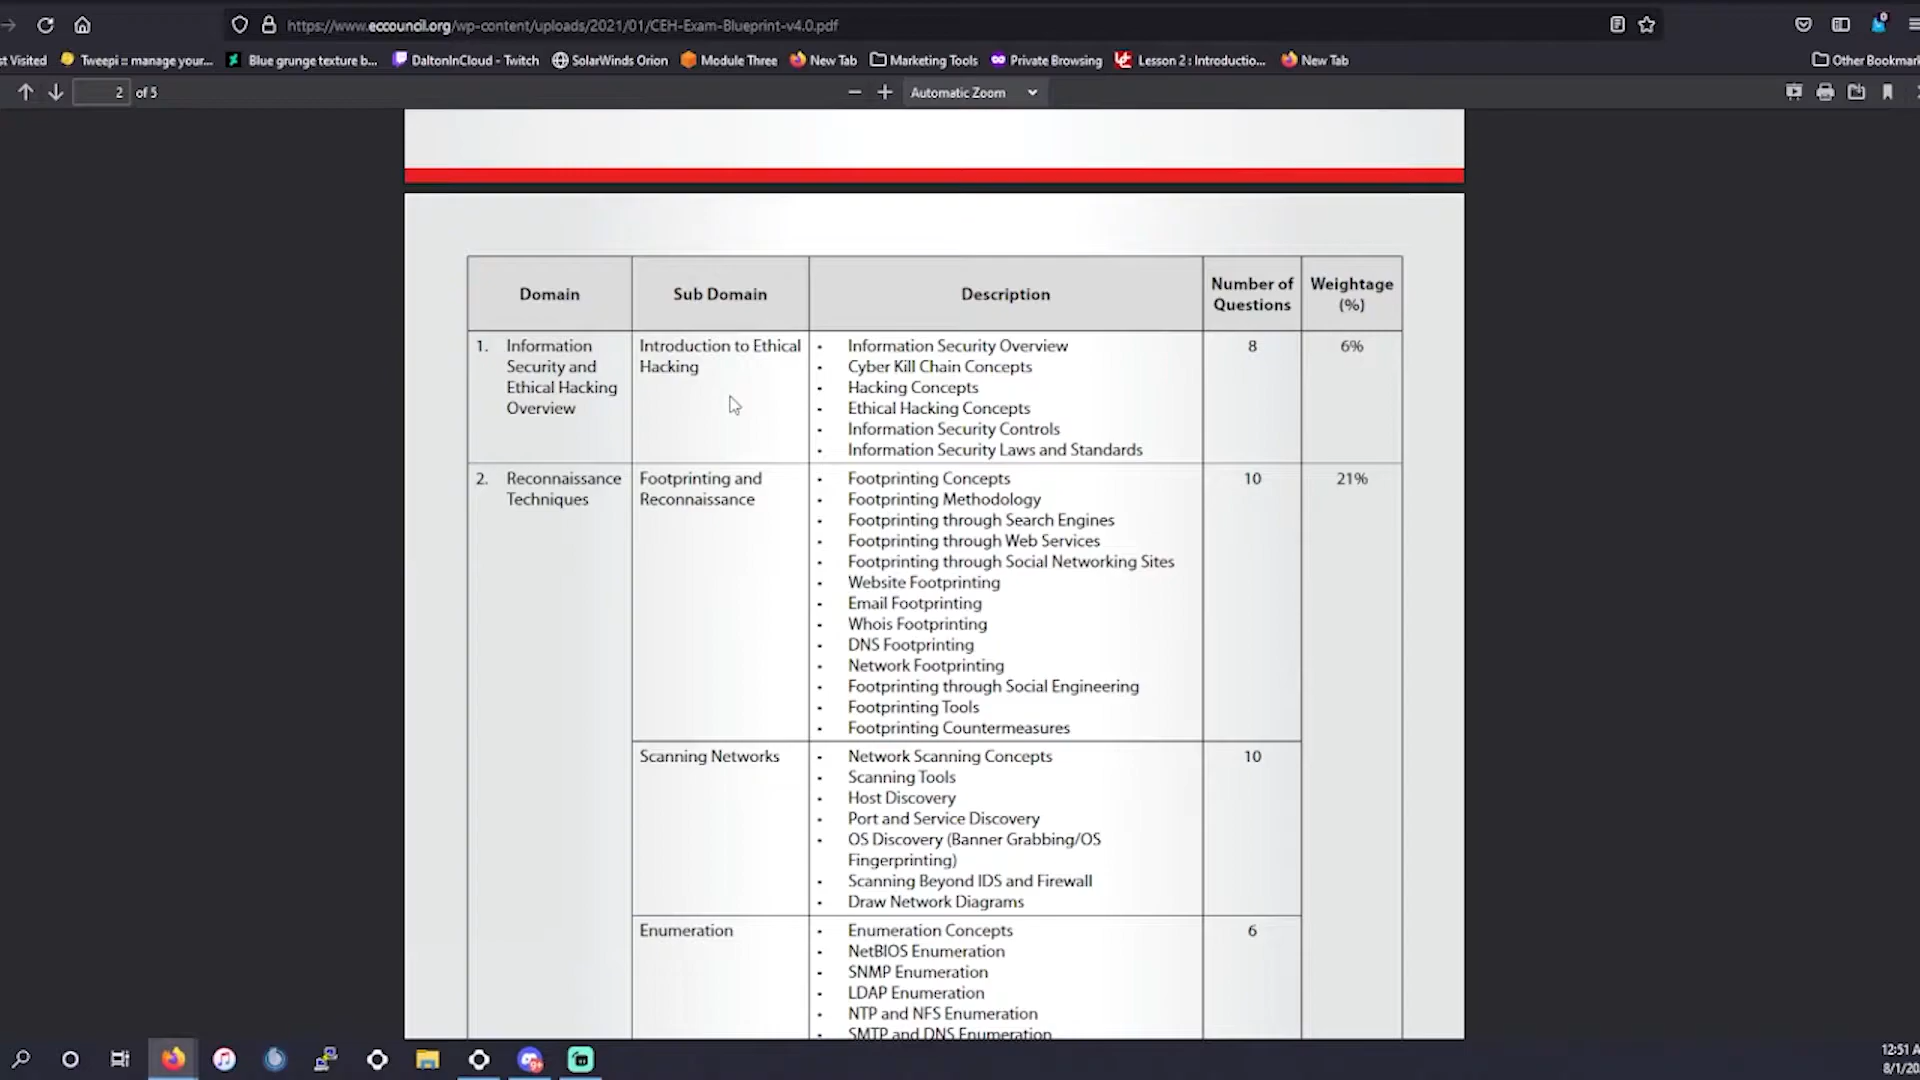 https://www.eccouncil.org/wp-content/uploads/2021/01/CEH-Exam-Blueprint-v4.0.pdf
Visited
Tweepi :: manage your...
Blue grunge texture b...
DaltonInCloud - Twitch
SolarWinds Orion
Module Three
New Tab
Marketing Tools
Private Browsing
Lesson 2 : Introductio...
New Tab
Other Bookmar
2 of 5
Automatic Zoom
Domain
Sub Domain
Description
Number of
Questions
Weightage
(%)
1. Information
Security and
Ethical Hacking
Overview
Introduction to Ethical
Hacking
• Information Security Overview
• Cyber Kill Chain Concepts
• Hacking Concepts
• Ethical Hacking Concepts
• Information Security Controls
• Information Security Laws and Standards
8
6%
2. Reconnaissance
Techniques
Footprinting and
Reconnaissance
• Footprinting Concepts
• Footprinting Methodology
• Footprinting through Search Engines
• Footprinting through Web Services
• Footprinting through Social Networking Sites
• Website Footprinting
• Email Footprinting
• Whois Footprinting
• DNS Footprinting
• Network Footprinting
• Footprinting through Social Engineering
• Footprinting Tools
• Footprinting Countermeasures
10
21%
Scanning Networks
• Network Scanning Concepts
• Scanning Tools
• Host Discovery
• Port and Service Discovery
• OS Discovery (Banner Grabbing/OS
Fingerprinting)
• Scanning Beyond IDS and Firewall
• Draw Network Diagrams
10
Enumeration
• Enumeration Concepts
• NetBIOS Enumeration
• SNMP Enumeration
• LDAP Enumeration
• NTP and NFS Enumeration
• SMTP and DNS Enumeration
6
12:51 A
8/1/20